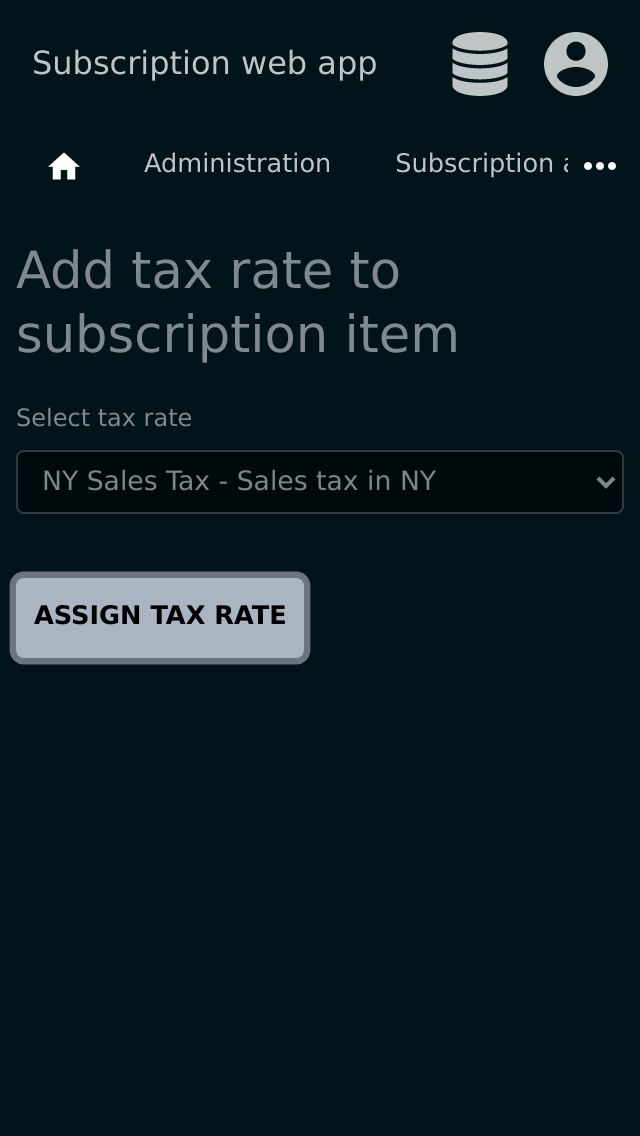 Subscription web app
Administration
Subscription
Add tax rate to
subscription item
Select tax rate
NY Sales Tax - Sales tax in NY
ASSIGN TAX RATE